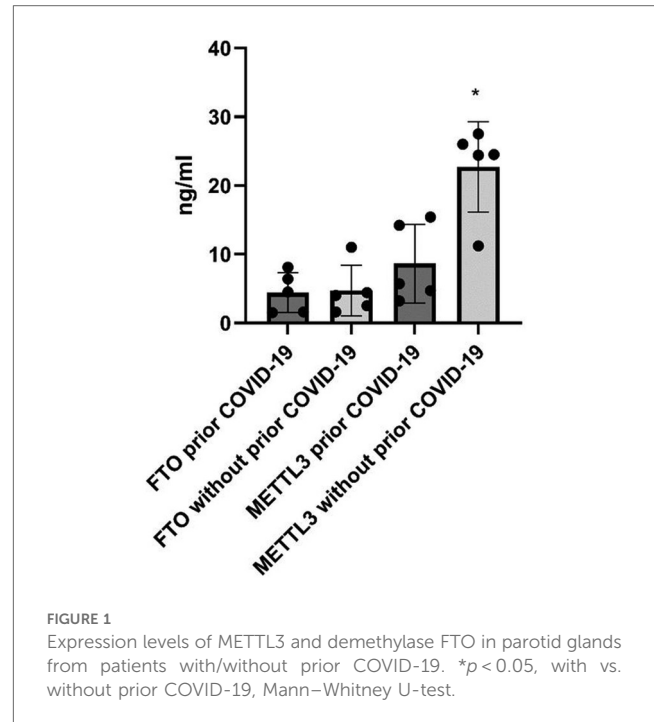 40
30
20
10
0
ng/ml
*
FTO prior COVID-19
FTO without prior COVID-19
METTL3 prior COVID-19
METTL3 without prior COVID-19
FIGURE 1
Expression levels of METTL3 and demethylase FTO in parotid glands
from patients with/without prior COVID-19. *p < 0.05, with vs.
without prior COVID-19, Mann–Whitney U-test.